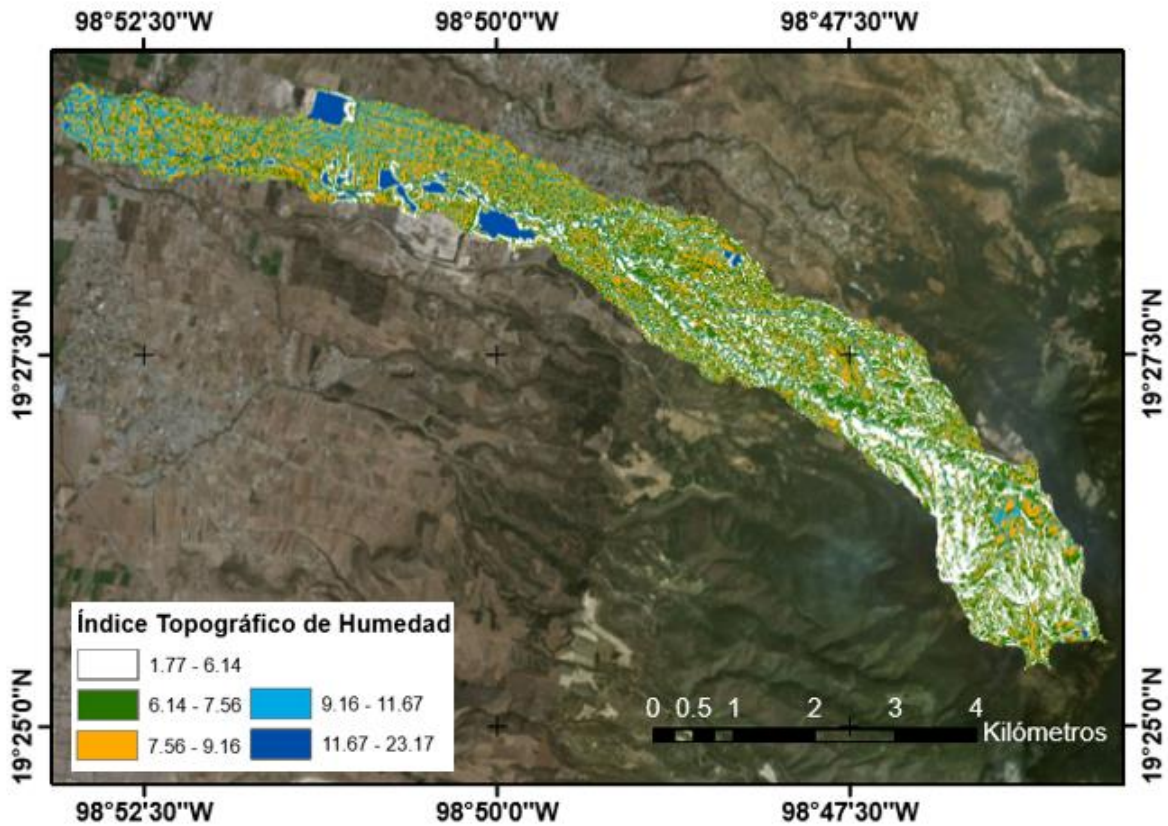 98°52'30"W 98°50'0"W 98°47'30"W
19°27'30"N 19°27'30"N
Índice Topográfico de Humedad
1.77 - 6.14
6.14 - 7.56 9.16 - 11.67
7.56 - 9.16 11.67 - 23.17
0 0.5 1 2 3 4
Kilómetros
19°25'0"N 19°25'0"N
98°52'30"W 98°50'0"W 98°47'30"W